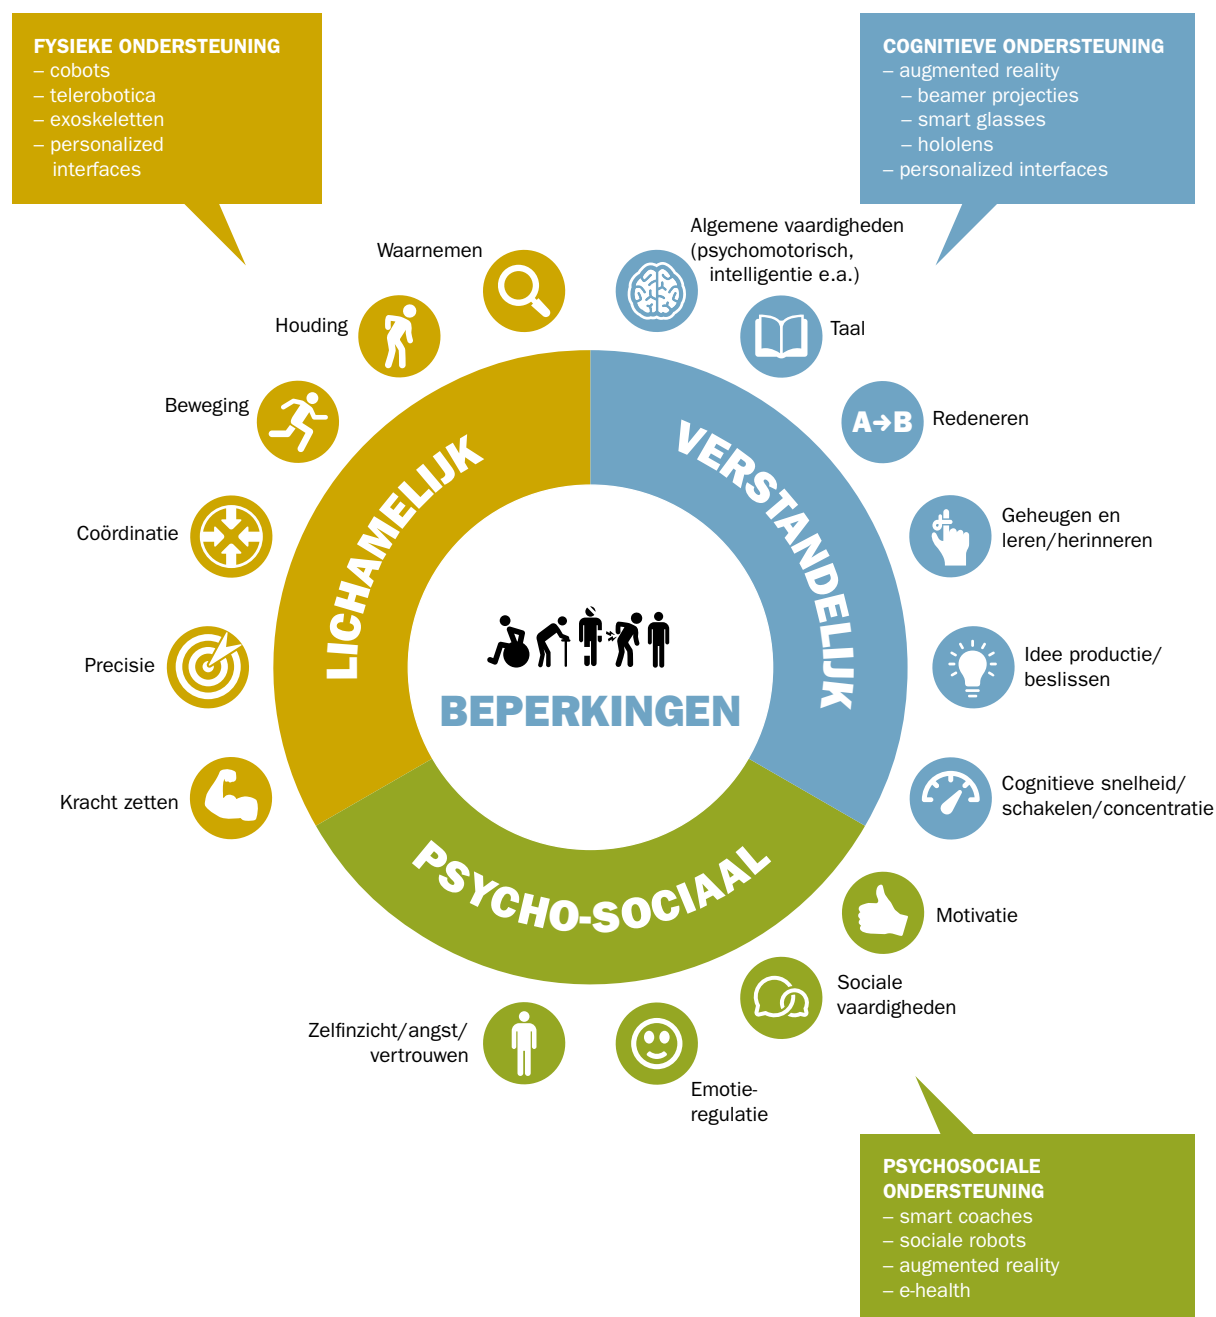 FYSIEKE ONDERSTEUNING
– cobots
– telerobotica
– exoskeletten
– personalized
interfaces
COGNITIEVE ONDERSTEUNING
– augmented reality
– beamer projecties
– smart glasses
– hololens
– personalized interfaces
Waarnemen
Houding
Beweging
Coördinatie
Precisie
Kracht zetten
Algemene vaardigheden
(psychomotorisch,
intelligentie e.a.)
Taal
A→B
Redeneren
Geheugen en
leren/herinneren
Idee productie/
beslissen
Cognitieve snelheid/
schakelen/concentratie
LICHAMELIJK
VERSTANDELIJK
BEPERKINGEN
PSYCHO-SOCIAAL
Motivatie
Sociale
vaardigheden
Emotie-
regulatie
Zelfinzicht/angst/
vertrouwen
PSYCHOSOCIALE
ONDERSTEUNING
– smart coaches
– sociale robots
– augmented reality
– e-health